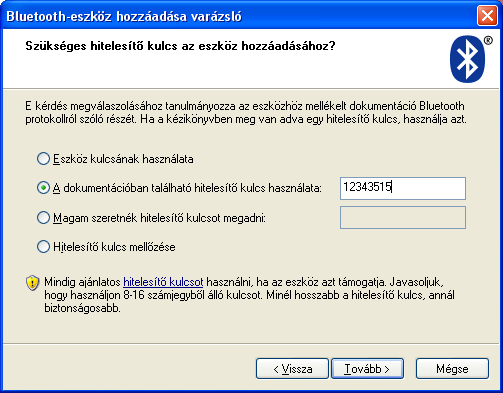 Bluetooth-eszköz hozzáadása varázsló
Szükséges hitelesítő kulcs az eszköz hozzáadásához?
®
E kérdés megválaszolásához tanulmányozza az eszközhöz mellékelt dokumentáció Bluetooth
protokollról szóló részét. Ha a kézikönyvben meg van adva egy hitelesítő kulcs, használja azt.
Eszköz kulcsának használata
A dokumentációban található hitelesítő kulcs használata: 12343515
Magam szeretnék hitelesítő kulcsot megadni:
Hitelesítő kulcs mellőzése
Mindig ajánlatos hitelesítő kulcsot használni, ha az eszköz azt támogatja. Javasoljuk,
hogy használjon 8-16 számjegyből álló kulcsot. Minél hosszabb a hitelesítő kulcs, annál
biztonságosabb.
< Vissza Tovább > Mégse